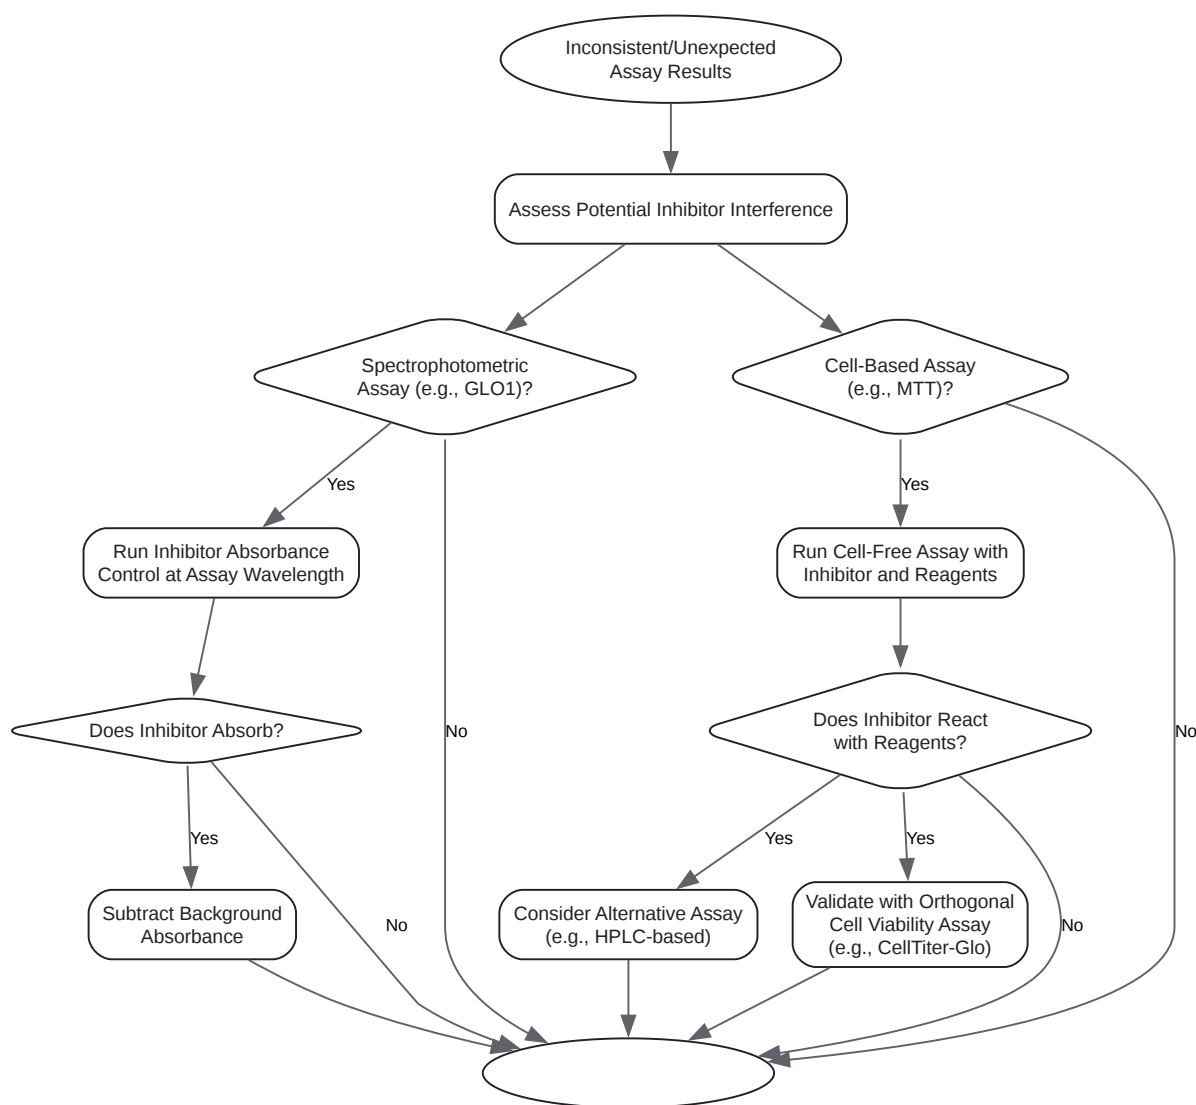 Inconsistent/Unexpected
Assay Results
Assess Potential Inhibitor Interference
Spectrophotometric
Assay (e.g., GLO1)?
Cell-Based Assay
(e.g., MTT)?
Yes
Yes
Run Inhibitor Absorbance
Control at Assay Wavelength
Run Cell-Free Assay with
Inhibitor and Reagents
Does Inhibitor Absorb?
No
Does Inhibitor React
with Reagents?
No
Yes
Yes
Yes
Subtract Background
Absorbance
No
Consider Alternative Assay
(e.g., HPLC-based)
Validate with Orthogonal
Cell Viability Assay
(e.g., CellTiter-Glo)
No